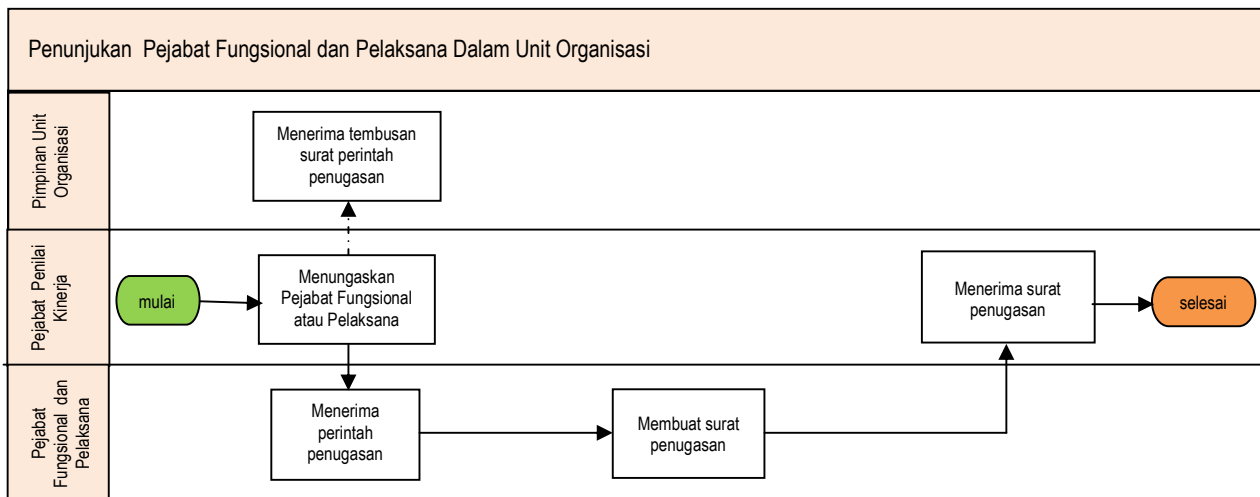 Penunjukan Pejabat Fungsional dan Pelaksana Dalam Unit Organisasi
Pimpinan Unit
Organisasi
Menerima tembusan
surat perintah
penugasan
Pejabat Penilai
Kinerja
mulai
Menungaskan
Pejabat Fungsional
atau Pelaksana
Menerima surat
penugasan
selesai
Pejabat
Fungsional dan
Pelaksana
Menerima
perintah
penugasan
Membuat surat
penugasan